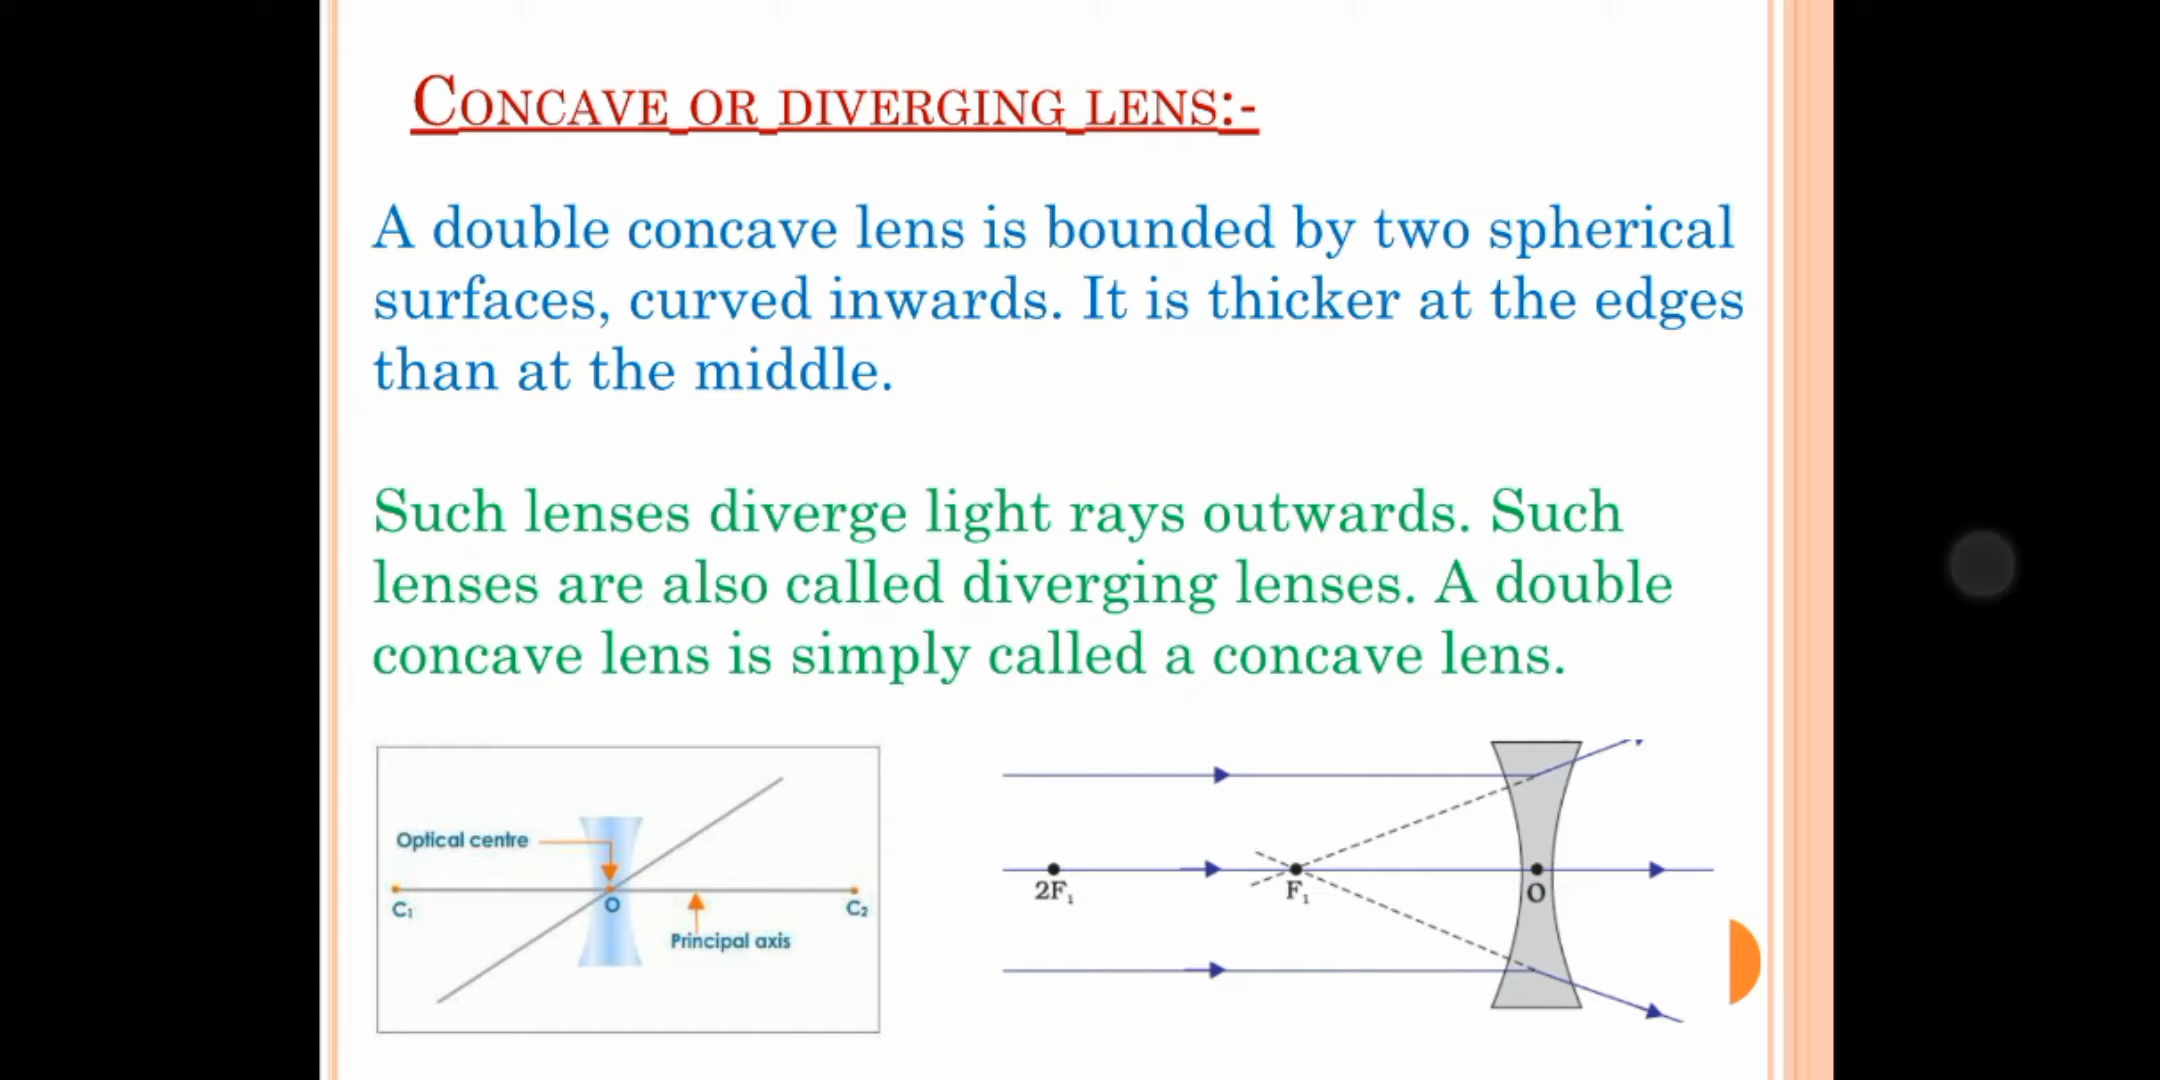 CONCAVE OR DIVERGING LENS:-
A double concave lens is bounded by two spherical
surfaces, curved inwards. It is thicker at the edges
than at the middle.
Such lenses diverge light rays outwards. Such
lenses are also called diverging lenses. A double
concave lens is simply called a concave lens.
Optical centre
C₁
O
C₂
Principal axis
2F₁
F₁
O